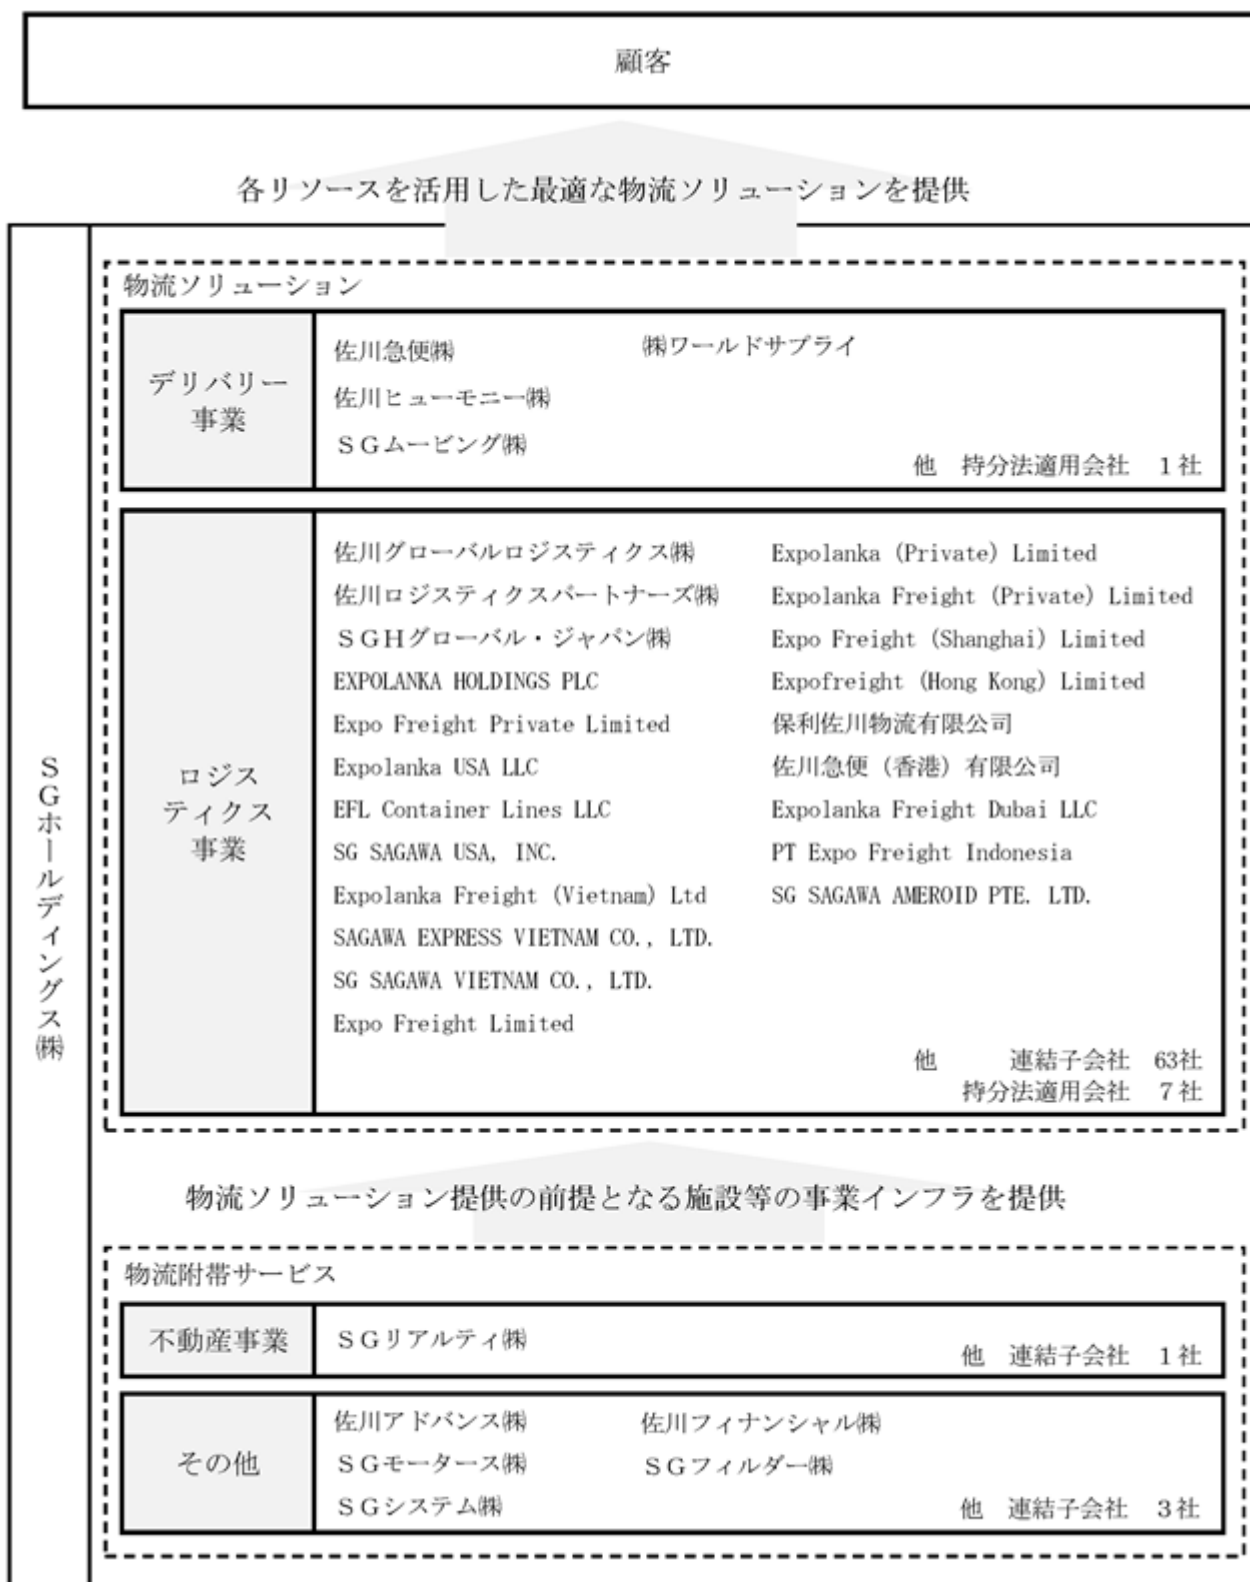 顧客
各リソースを活用した最適な物流ソリューションを提供
SGホールディングス㈱
物流ソリューション
デリバリー
事業
佐川急便㈱
㈱ワールドサプライ
佐川ヒューモニー㈱
ＳＧムービング㈱
他　持分法適用会社　１社
ロジス
ティクス
事業
佐川グローバルロジスティクス㈱
佐川ロジスティクスパートナーズ㈱
ＳＧＨグローバル・ジャパン㈱
EXPOLANKA HOLDINGS PLC
Expo Freight Private Limited
Expolanka USA LLC
EFL Container Lines LLC
SG SAGAWA USA, INC.
Expolanka Freight (Vietnam) Ltd
SAGAWA EXPRESS VIETNAM CO., LTD.
SG SAGAWA VIETNAM CO., LTD.
Expo Freight Limited
Expolanka (Private) Limited
Expolanka Freight (Private) Limited
Expo Freight (Shanghai) Limited
Expofreight (Hong Kong) Limited
保利佐川物流有限公司
佐川急便（香港）有限公司
Expolanka Freight Dubai LLC
PT Expo Freight Indonesia
SG SAGAWA AMEROID PTE. LTD.
他　　　連結子会社　63社
持分法適用会社　７社
物流ソリューション提供の前提となる施設等の事業インフラを提供
物流附帯サービス
不動産事業
ＳＧリアルティ㈱
他　連結子会社　１社
その他
佐川アドバンス㈱
佐川フィナンシャル㈱
ＳＧモータース㈱
ＳＧフィルダー㈱
ＳＧシステム㈱
他　連結子会社　３社